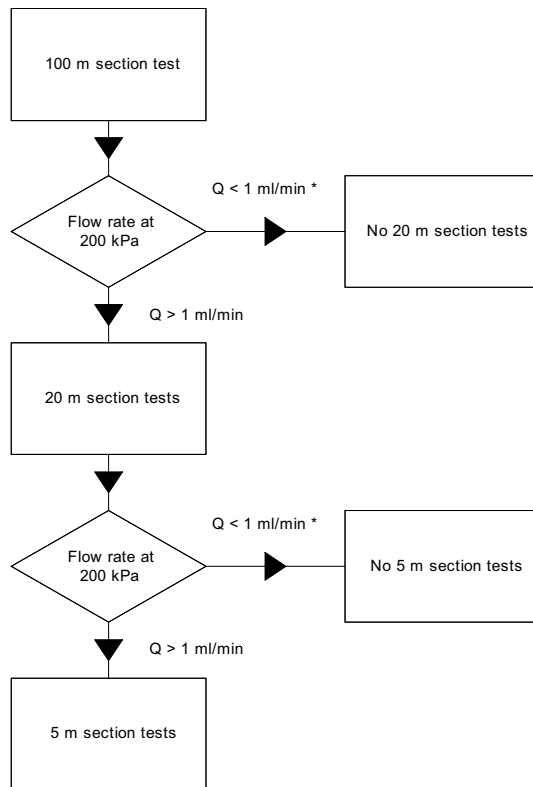 100 m section test
Q < 1 ml/min *
Flow rate at
200 kPa
No 20 m section tests
Q > 1 ml/min
20 m section tests
Q < 1 ml/min *
Flow rate at
200 kPa
No 5 m section tests
Q > 1 ml/min
5 m section tests